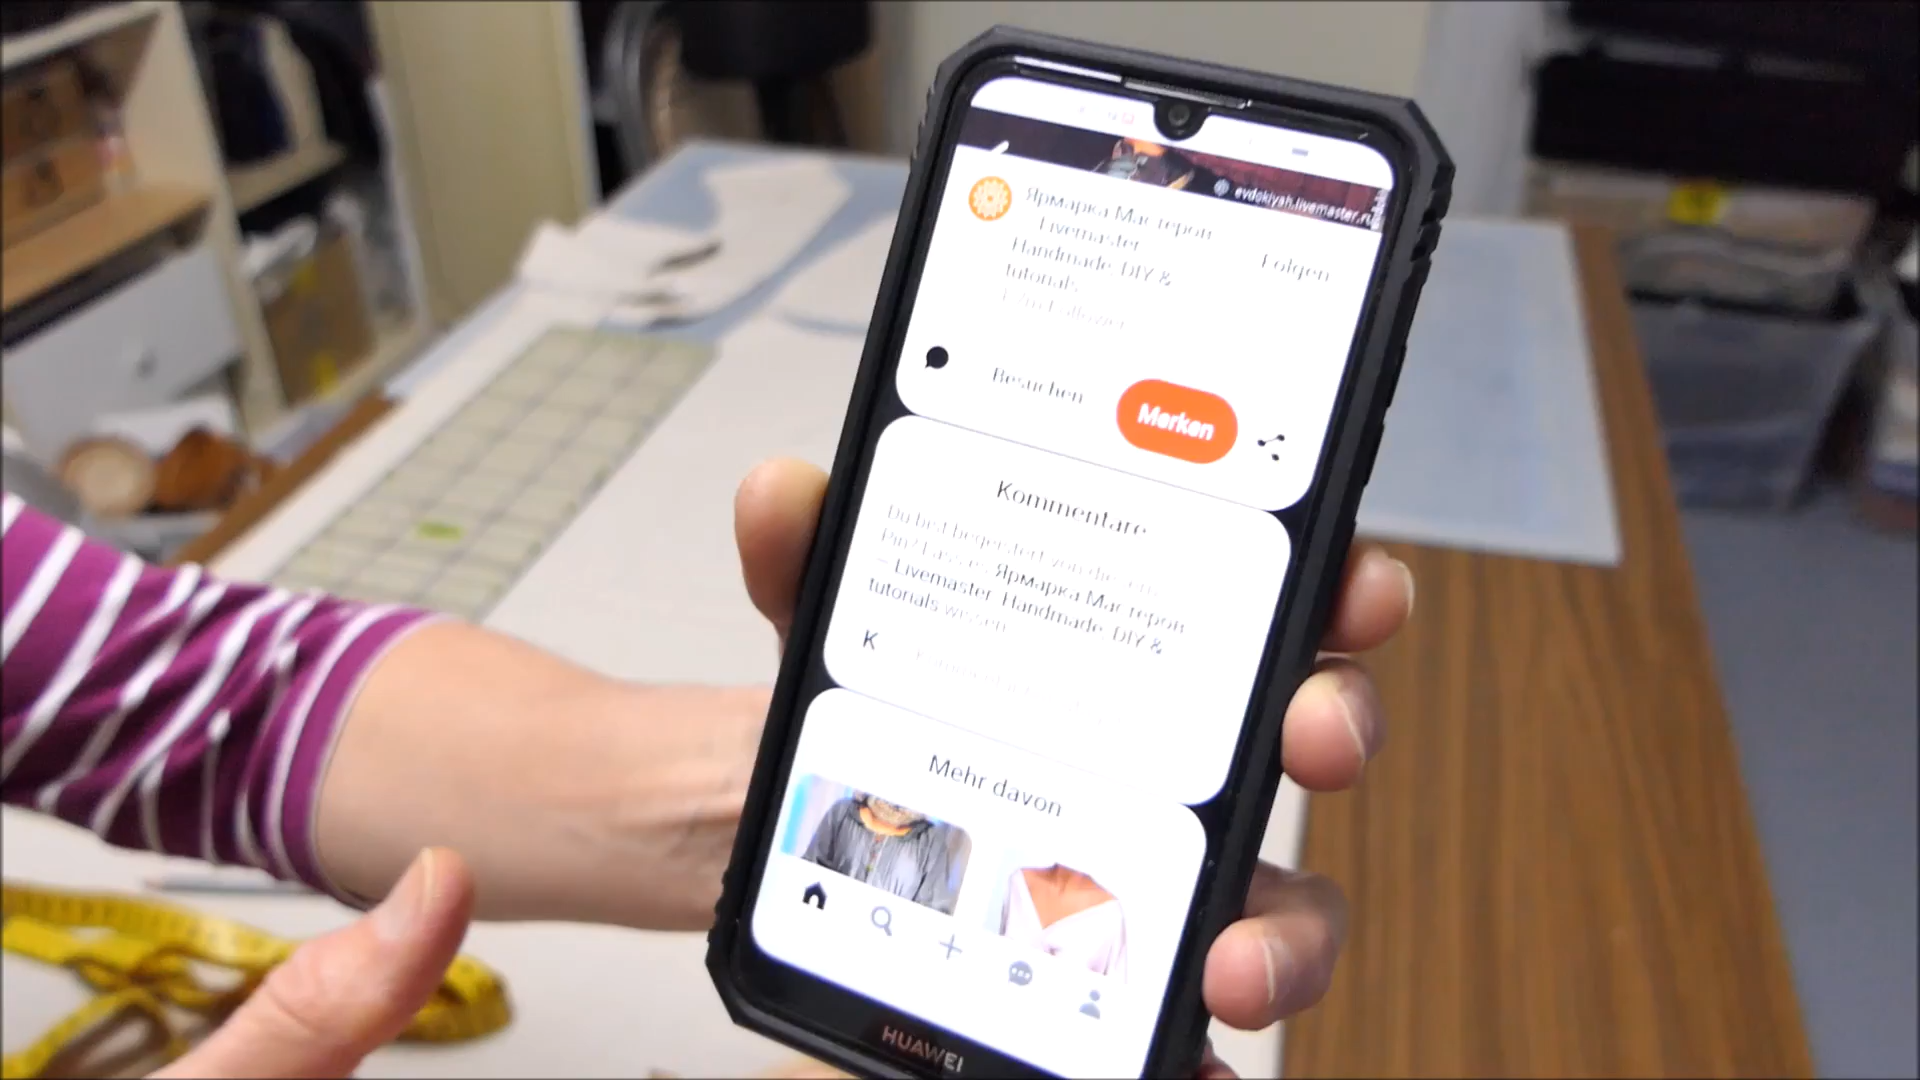 evdokiyah.livemaster.ru
Ярмарка Мастеров
– Livemaster
Handmade, DIY &
tutorials
Follower
Folgen
Besuchen
Merken
Kommentare
Du bist begeistert von diesem
Pin? Lass es Ярмарка Мастеров
– Livemaster Handmade, DIY &
tutorials wissen
K
Mehr davon
HUAWEI